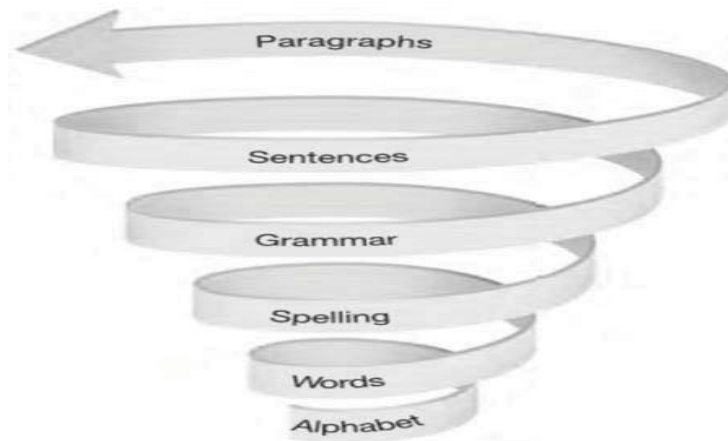 Paragraphs
Sentences
Grammar
Spelling
Words
Alphabet